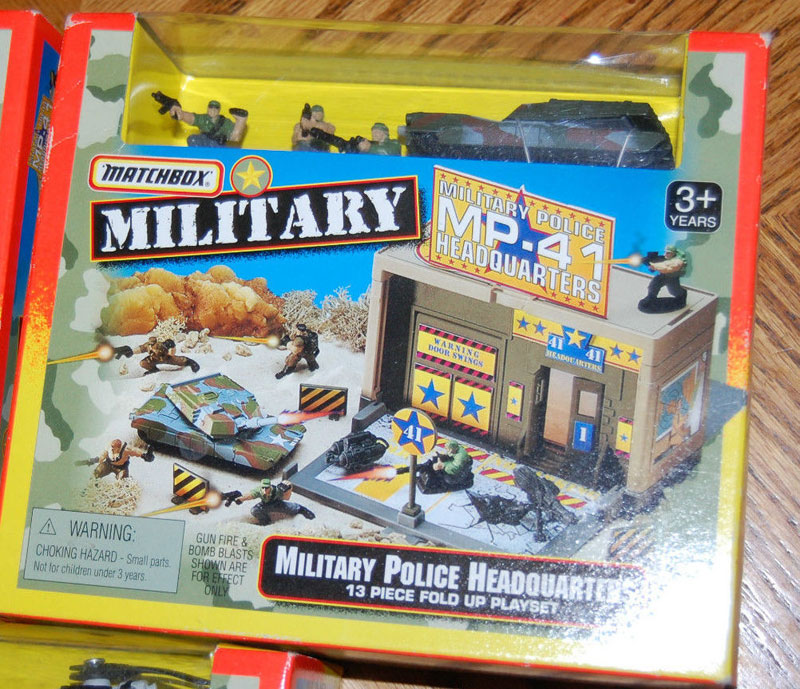 MATCHBOX
MILITARY
MILITARY POLICE
MP-41
HEADQUARTERS
3+
YEARS
WARNING
DOOR SWINGS
41 41
HEADQUARTERS
1
41
WARNING:
CHOKING HAZARD - Small parts.
Not for children under 3 years.
GUN FIRE &
BOMB BLASTS
SHOWN ARE
FOR EFFECT
ONLY
MILITARY POLICE HEADQUARTERS
13 PIECE FOLD UP PLAYSET
MP-41